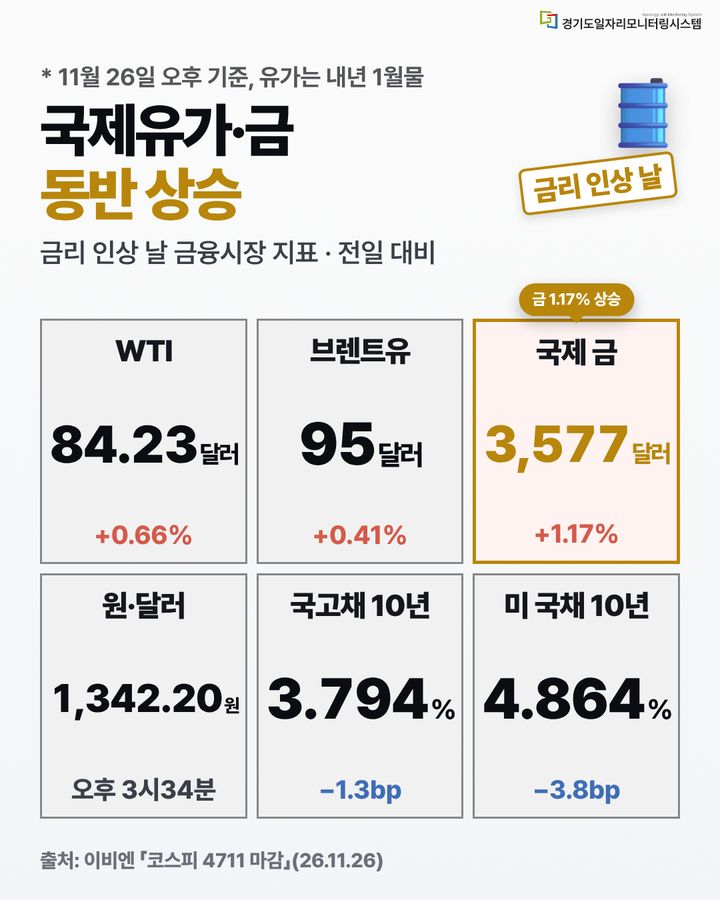 경기도일자리모니터링시스템
* 11월 26일 오후 기준, 유가는 내년 1월물
국제유가·금
동반 상승
금리 인상 날
금리 인상 날 금융시장 지표 · 전일 대비
금 1.17% 상승
WTI
84.23달러
+0.66%
브렌트유
95달러
+0.41%
국제 금
3,577달러
+1.17%
원·달러
1,342.20원
오후 3시34분
국고채 10년
3.794%
−1.3bp
미 국채 10년
4.864%
−3.8bp
출처: 이비엔 「코스피 4711 마감」(26.11.26)